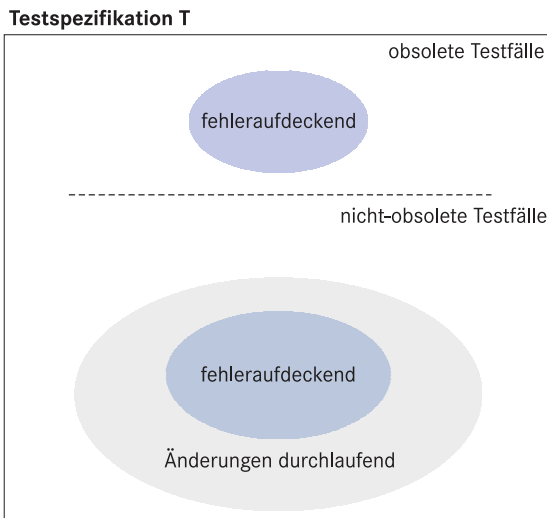 Testspezifikation T
obsolete Testfälle
fehleraufdeckend
nicht-obsolete Testfälle
fehleraufdeckend
Änderungen durchlaufend